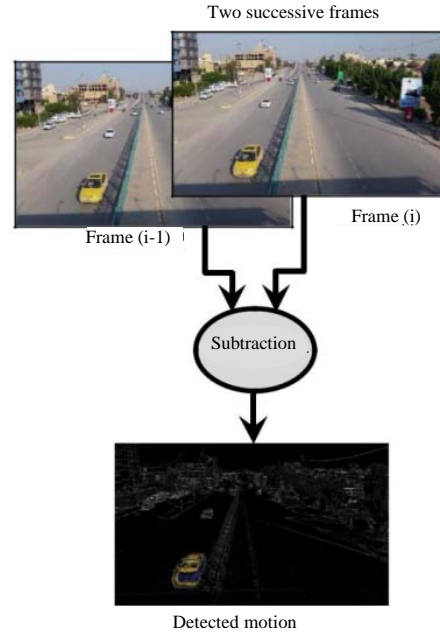 Two successive frames
Frame (i)
Frame (i-1)
Subtraction
Detected motion